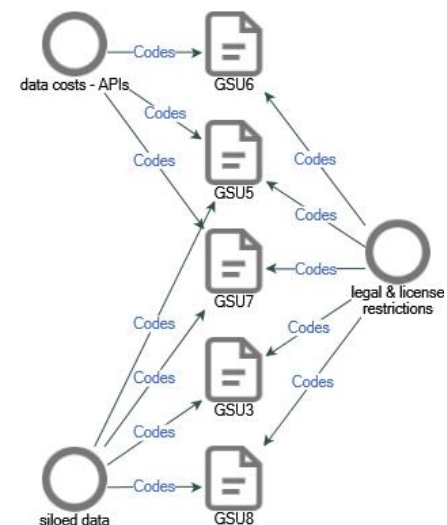 Codes
GSU6
data costs - APIs
Codes
Codes
GSU5
Codes
Codes
Codes
GSU7
Codes
legal & license
restrictions
Codes
Codes
Codes
GSU3
Codes
Codes
Codes
GSU8
siloed data